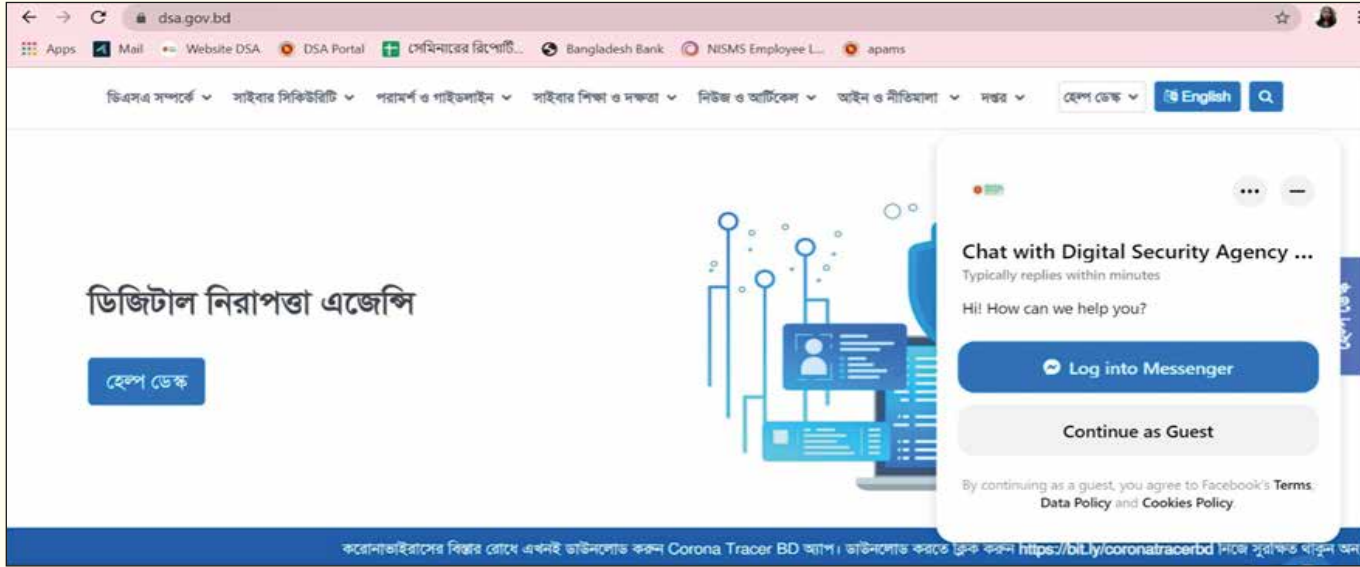 dsa.gov.bd
Apps Mail Website DSA DSA Portal সেমিনারের রিপোর্টি... Bangladesh Bank NISMS Employee L... apams
ডিএসএ সম্পর্কে সাইবার সিকিউরিটি পরামর্শ ও গাইডলাইন সাইবার শিক্ষা ও দক্ষতা নিউজ ও আর্টিকেল আইন ও নীতিমালা দপ্তর হেল্প ডেস্ক English
ডিজিটাল নিরাপত্তা এজেন্সি
হেল্প ডেস্ক
Chat with Digital Security Agency ...
Typically replies within minutes
Hi! How can we help you?
Log into Messenger
Continue as Guest
By continuing as a guest, you agree to Facebook's Terms,
Data Policy and Cookies Policy.
হেল্প ডেস্ক
করোনাভাইরাসের বিস্তার রোধে এখনই ডাউনলোড করুন Corona Tracer BD অ্যাপ। ডাউনলোড করতে ক্লিক করুন https://bit.ly/coronatracerbd নিজে সুরক্ষিত থাকুন অন্য